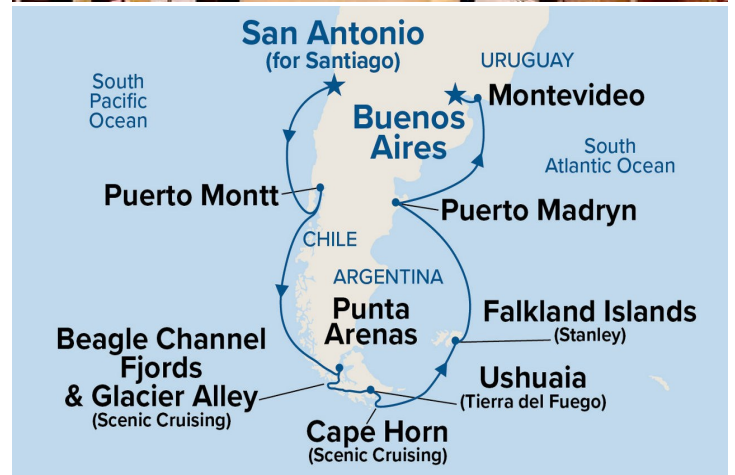 San Antonio
(for Santiago)
URUGUAY
South
Pacific
Ocean
Montevideo
Buenos
Aires
South
Atlantic Ocean
Puerto Montt
Puerto Madryn
CHILE
ARGENTINA
Punta
Arenas
Falkland Islands
(Stanley)
Beagle Channel
Fjords
& Glacier Alley
(Scenic Cruising)
Ushuaia
(Tierra del Fuego)
Cape Horn
(Scenic Cruising)